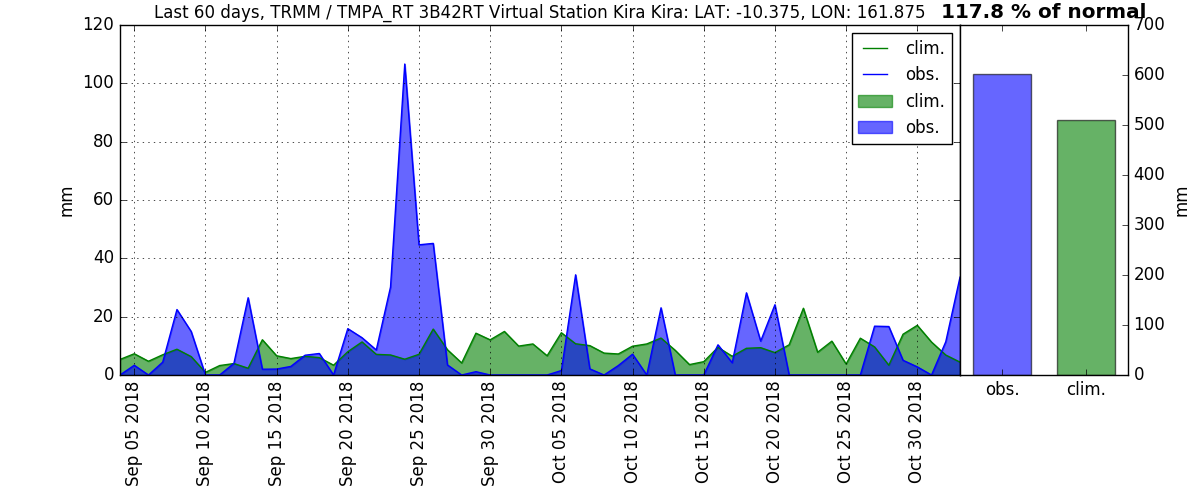 Last 60 days, TRMM / TMPA_RT 3B42RT Virtual Station Kira Kira: LAT: -10.375, LON: 161.875 117.8 % of normal
120
100
80
60
40
20
0
mm
clim.
obs.
clim.
obs.
700
600
500
400
300
200
100
0
mm
obs. clim.
Sep 05 2018
Sep 10 2018
Sep 15 2018
Sep 20 2018
Sep 25 2018
Sep 30 2018
Oct 05 2018
Oct 10 2018
Oct 15 2018
Oct 20 2018
Oct 25 2018
Oct 30 2018